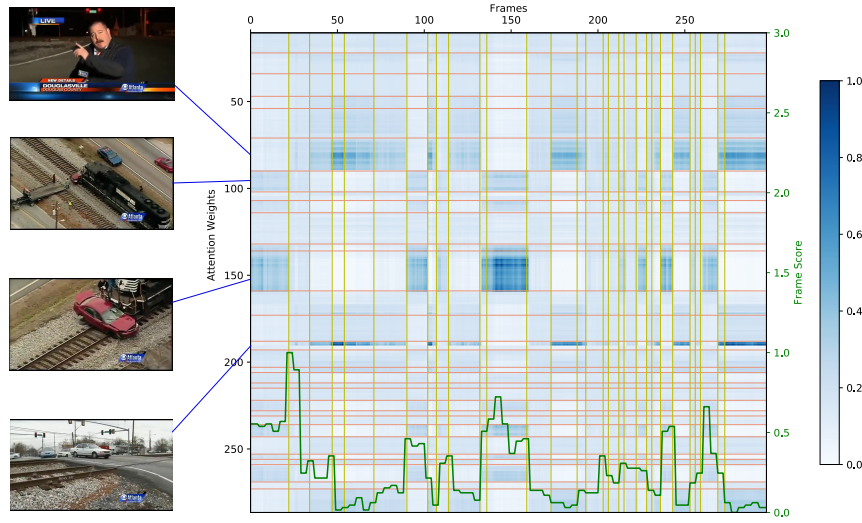 Frames
0 50 100 150 200 250
LIVE
NEW DETAILS
DOUGLASVILLE
DOUGLAS COUNTY
Atlanta
Atlanta
Atlanta
Atlanta
Attention Weights
50
100
150
200
250
3.0
2.5
2.0
1.5
1.0
0.5
0.0
Frame Score
1.0
0.8
0.6
0.4
0.2
0.0